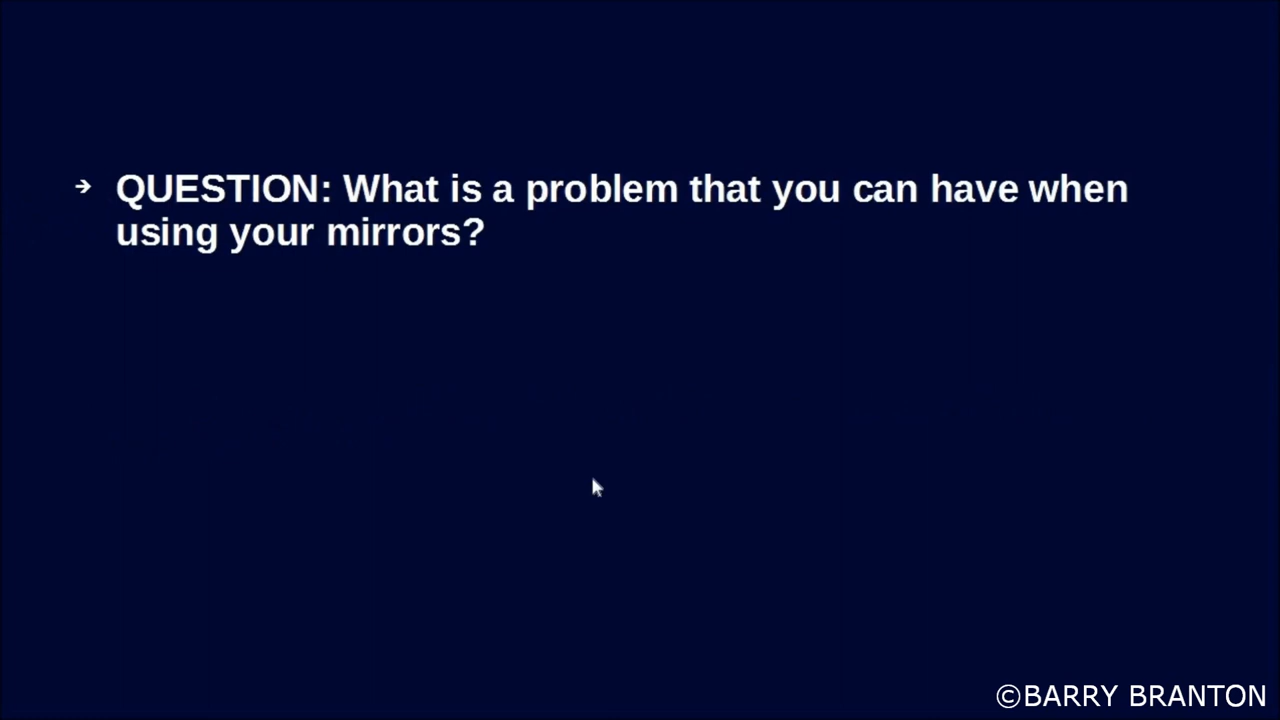 → QUESTION: What is a problem that you can have when
using your mirrors?
©BARRY BRANTON